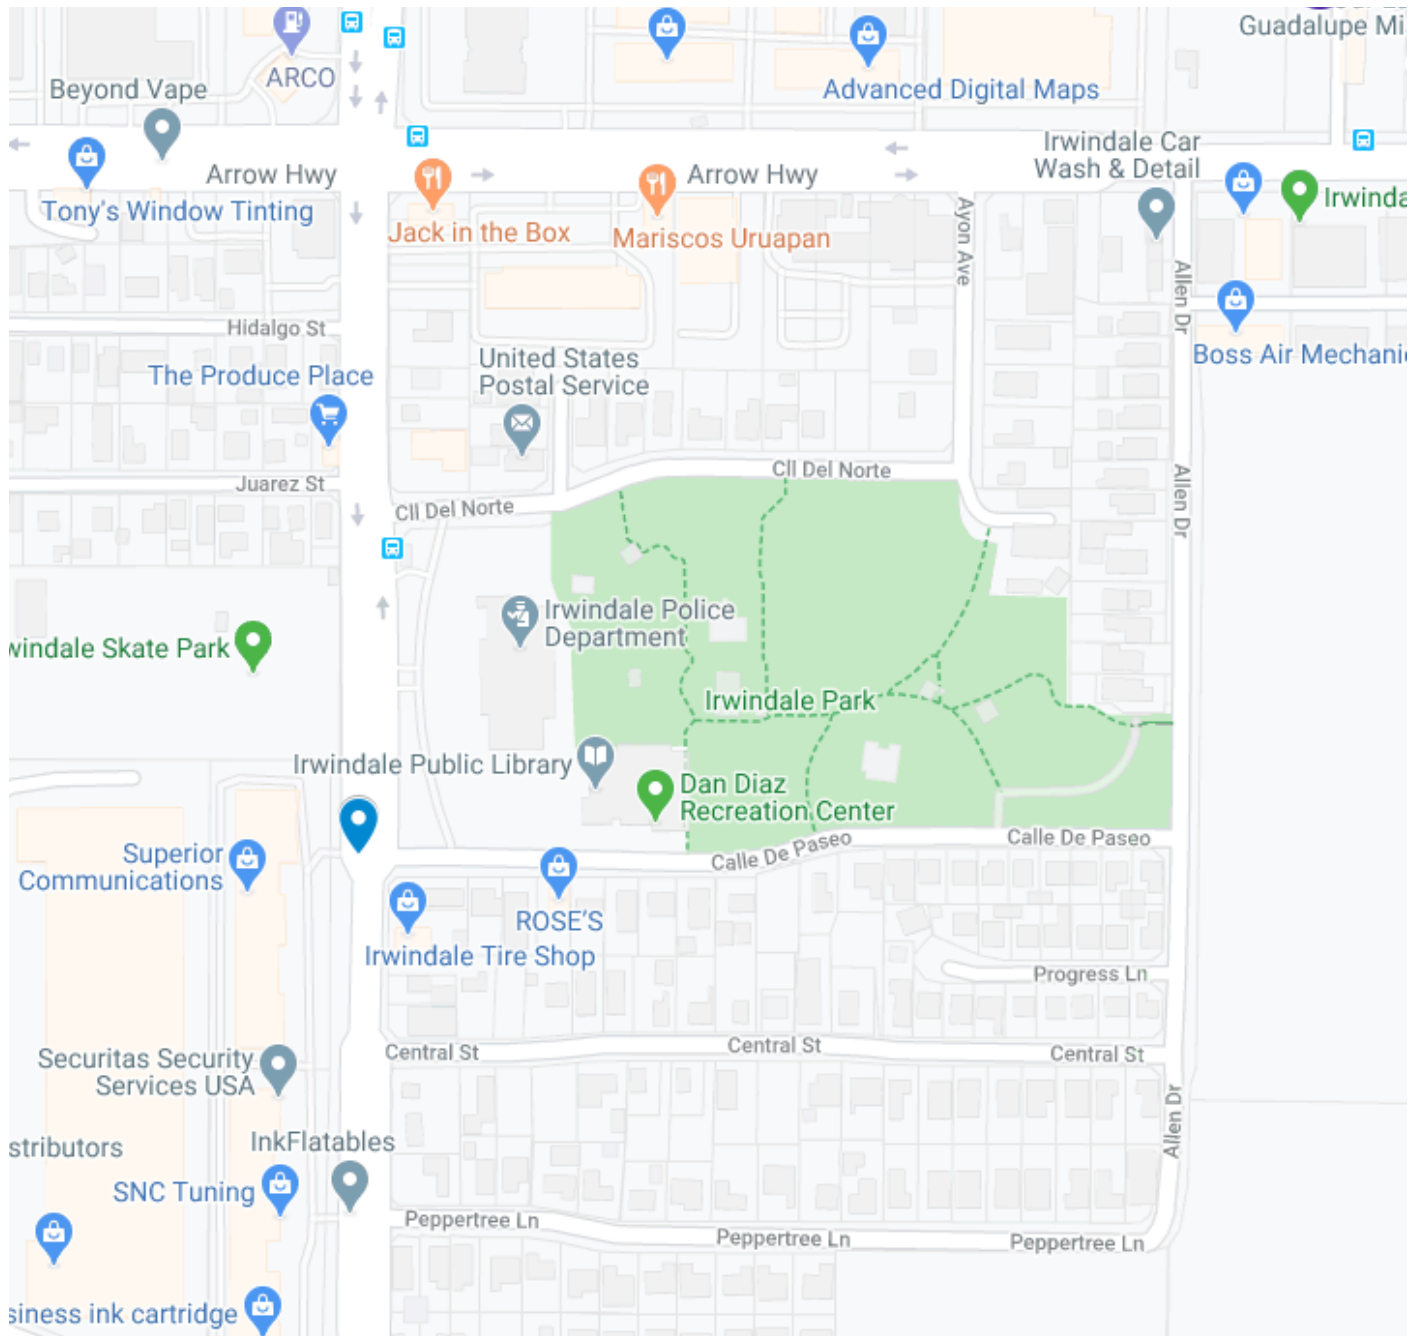 Guadalupe Mi
ARCO
Beyond Vape
Advanced Digital Maps
Irwindale Car
Wash & Detail
Arrow Hwy
Arrow Hwy
Tony's Window Tinting
Jack in the Box
Mariscos Uruapan
Irwinda
Ayon Ave
Allen Dr
Hidalgo St
United States
Postal Service
Boss Air Mechani
The Produce Place
Juarez St
Cll Del Norte
Cll Del Norte
Allen Dr
Irwindale Police
Department
windale Skate Park
Irwindale Park
Irwindale Public Library
Dan Diaz
Recreation Center
Calle De Paseo
Calle De Paseo
Superior
Communications
ROSE'S
Irwindale Tire Shop
Progress Ln
Central St
Central St
Central St
Securitas Security
Services USA
Allen Dr
InkFlatables
stributors
SNC Tuning
Peppertree Ln
Peppertree Ln
Peppertree Ln
siness ink cartridge